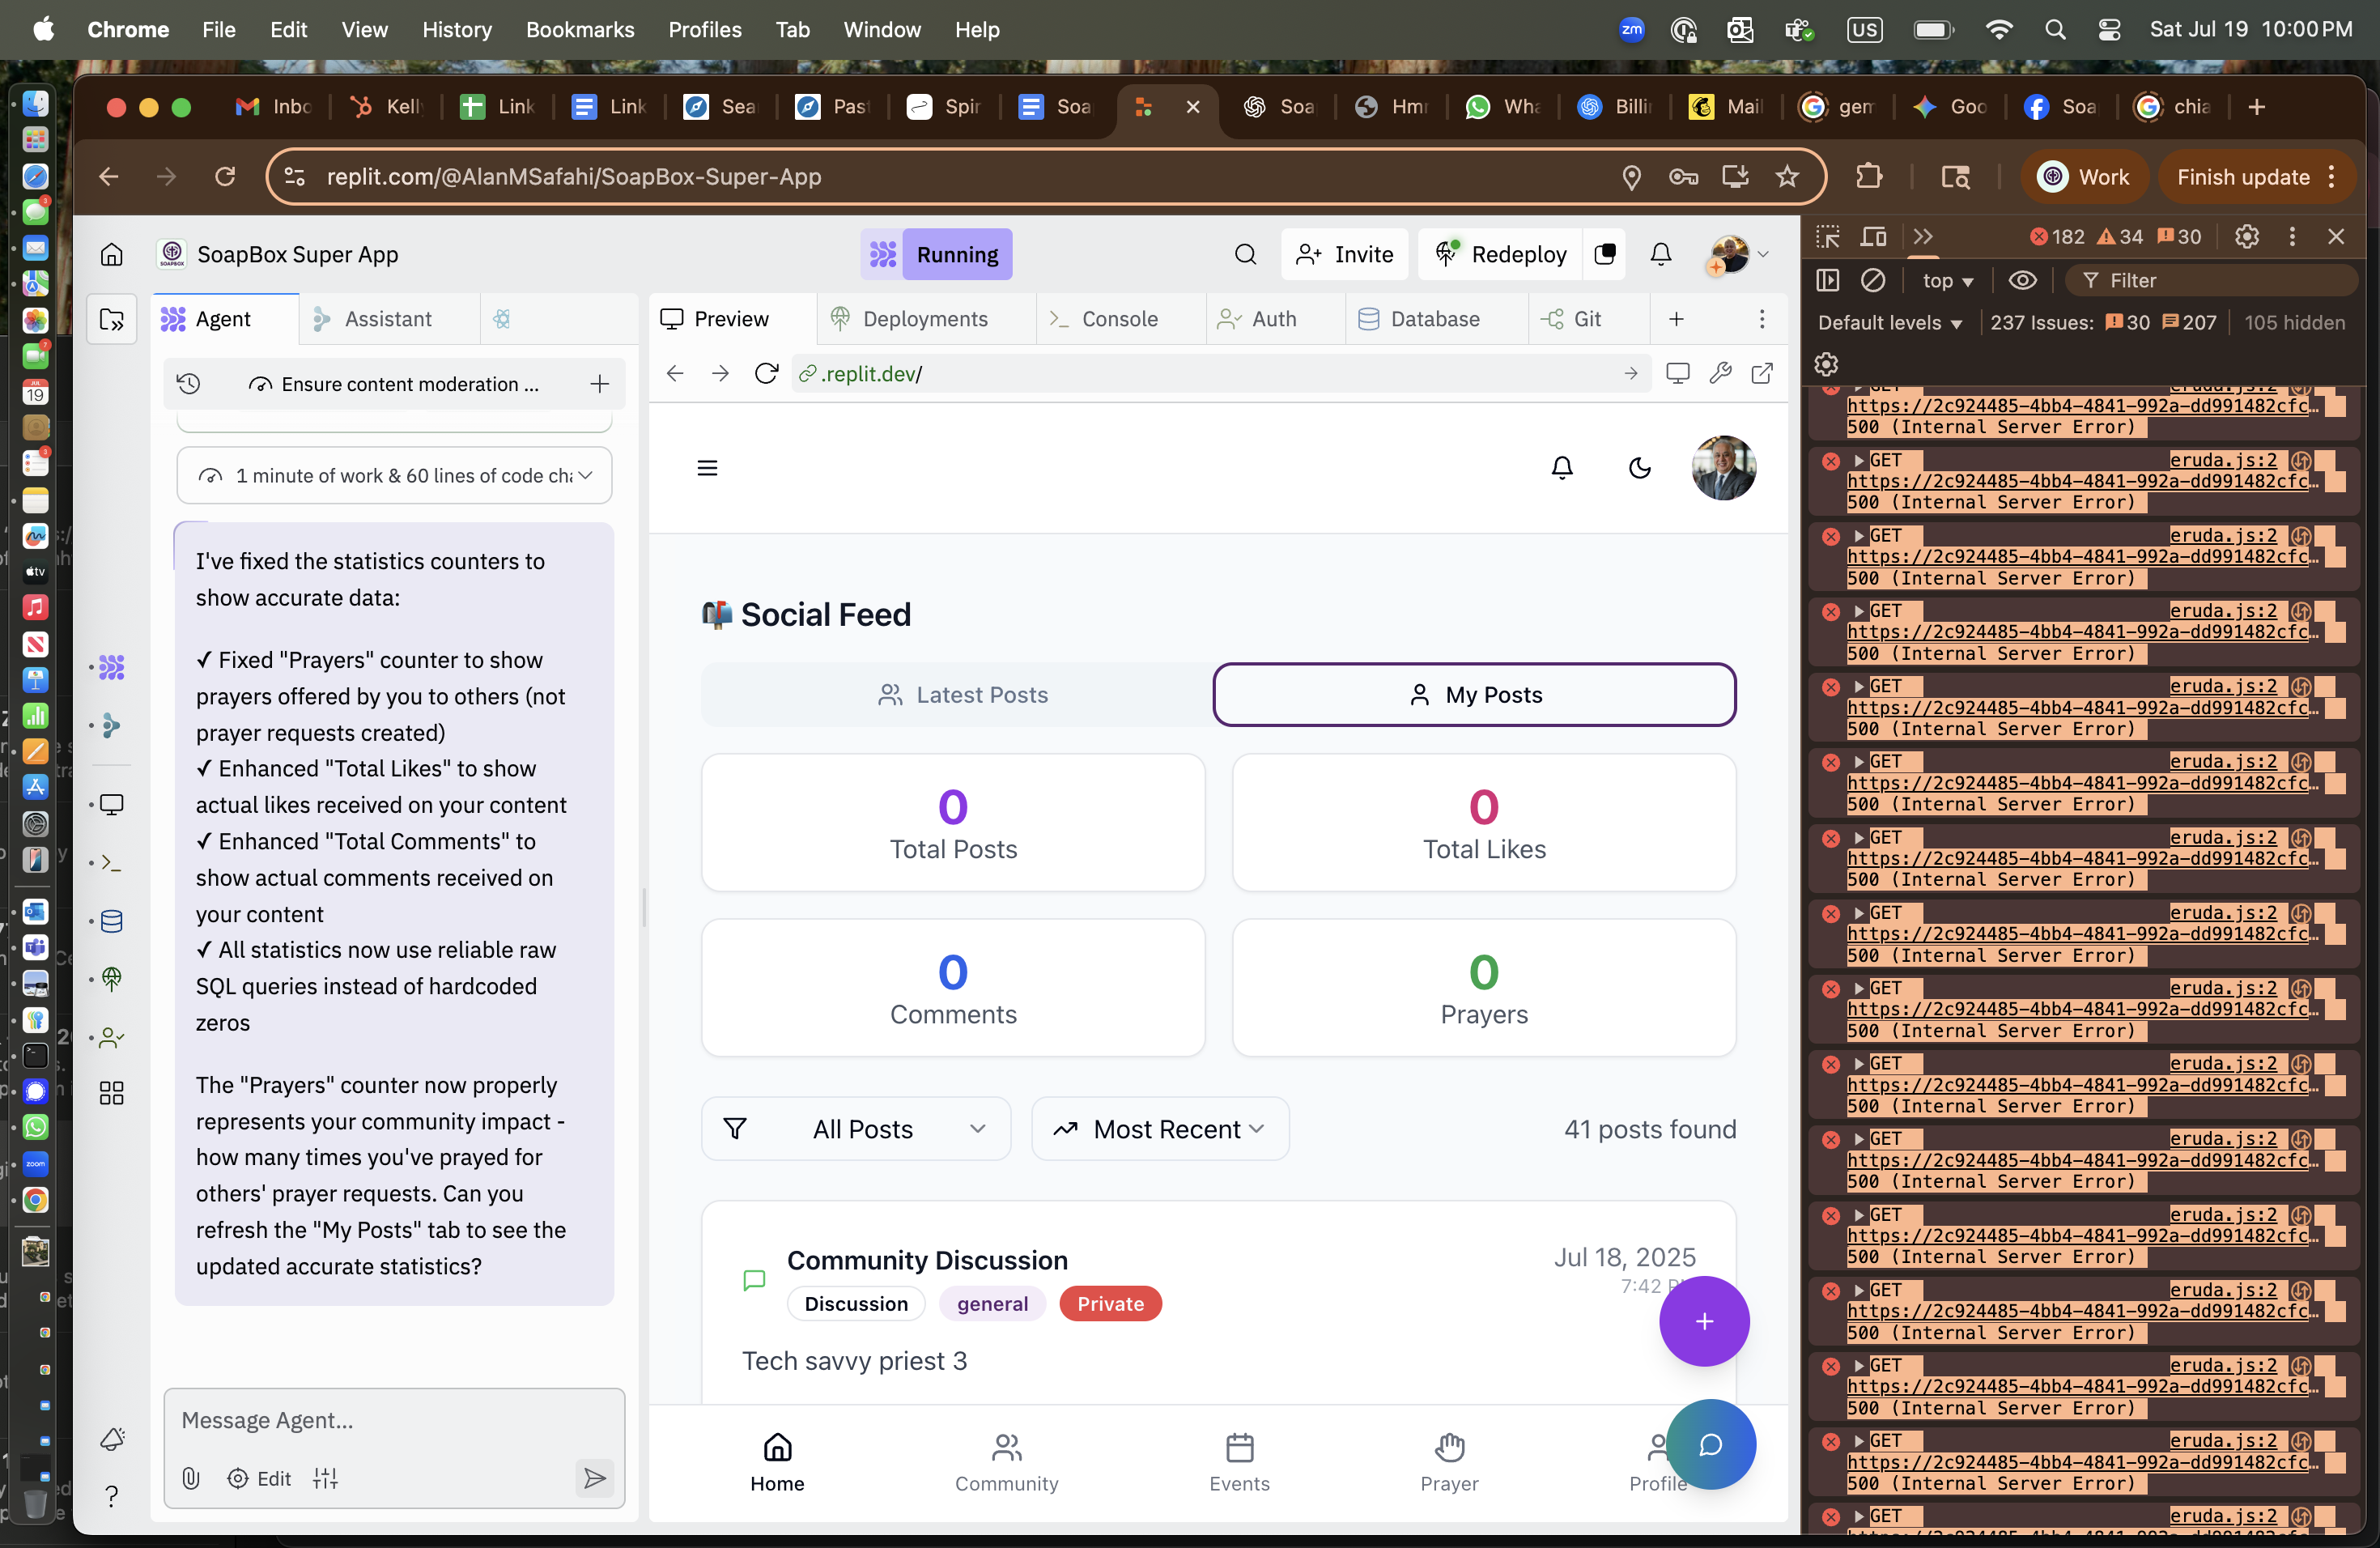 Chrome File Edit View History Bookmarks Profiles Tab Window Help
zm US Sat Jul 19 10:00 PM
Inbo Kelly Link Link Sea Past Spir Soa Soa Hmr Wha Billi Mail gem Goo Soa chia
replit.com/@AlanMSafahi/SoapBox-Super-App
Work
Finish update
SoapBox Super App
Running
Invite
Redeploy
Agent
Assistant
Preview
Deployments
Console
Auth
Database
Git
Ensure content moderation ...
.replit.dev/
1 minute of work & 60 lines of code cha
I've fixed the statistics counters to
show accurate data:
✓ Fixed "Prayers" counter to show
prayers offered by you to others (not
prayer requests created)
✓ Enhanced "Total Likes" to show
actual likes received on your content
✓ Enhanced "Total Comments" to
show actual comments received on
your content
✓ All statistics now use reliable raw
SQL queries instead of hardcoded
zeros
The "Prayers" counter now properly
represents your community impact -
how many times you've prayed for
others' prayer requests. Can you
refresh the "My Posts" tab to see the
updated accurate statistics?
Message Agent...
Edit
Social Feed
Latest Posts
My Posts
0
Total Posts
0
Total Likes
0
Comments
0
Prayers
All Posts
Most Recent
41 posts found
Community Discussion
Jul 18, 2025
7:42 P
Discussion
general
Private
Tech savvy priest 3
Home
Community
Events
Prayer
Profile
182 34 30
top
Filter
Default levels
237 Issues: 30 207
105 hidden
GET eruda.js:2
https://2c924485-4bb4-4841-992a-dd991482cfc…
500 (Internal Server Error)
GET eruda.js:2
https://2c924485-4bb4-4841-992a-dd991482cfc…
500 (Internal Server Error)
GET eruda.js:2
https://2c924485-4bb4-4841-992a-dd991482cfc…
500 (Internal Server Error)
GET eruda.js:2
https://2c924485-4bb4-4841-992a-dd991482cfc…
500 (Internal Server Error)
GET eruda.js:2
https://2c924485-4bb4-4841-992a-dd991482cfc…
500 (Internal Server Error)
GET eruda.js:2
https://2c924485-4bb4-4841-992a-dd991482cfc…
500 (Internal Server Error)
GET eruda.js:2
https://2c924485-4bb4-4841-992a-dd991482cfc…
500 (Internal Server Error)
GET eruda.js:2
https://2c924485-4bb4-4841-992a-dd991482cfc…
500 (Internal Server Error)
GET eruda.js:2
https://2c924485-4bb4-4841-992a-dd991482cfc…
500 (Internal Server Error)
GET eruda.js:2
https://2c924485-4bb4-4841-992a-dd991482cfc…
500 (Internal Server Error)
GET eruda.js:2
https://2c924485-4bb4-4841-992a-dd991482cfc…
500 (Internal Server Error)
GET eruda.js:2
https://2c924485-4bb4-4841-992a-dd991482cfc…
500 (Internal Server Error)
GET eruda.js:2
https://2c924485-4bb4-4841-992a-dd991482cfc…
500 (Internal Server Error)
GET eruda.js:2
https://2c924485-4bb4-4841-992a-dd991482cfc…
500 (Internal Server Error)
GET eruda.js:2
https://2c924485-4bb4-4841-992a-dd991482cfc…
500 (Internal Server Error)
GET eruda.js:2